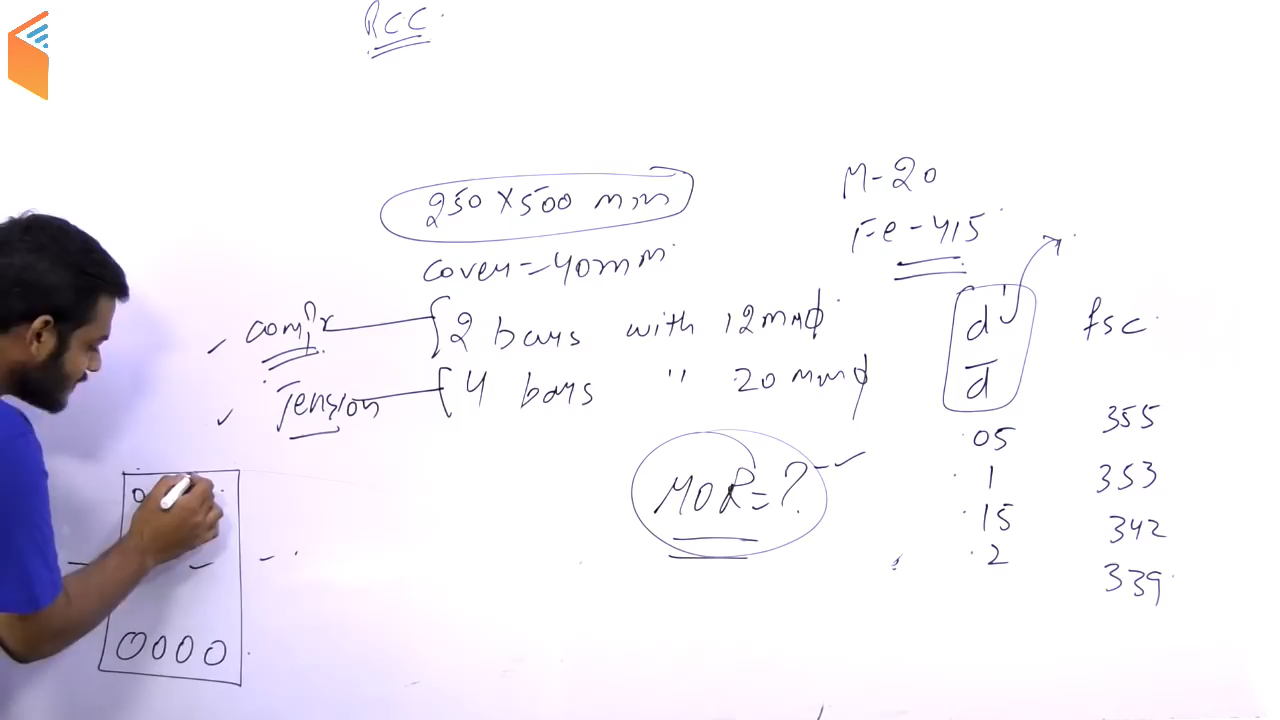 RCC
250 x 500 mm
cover = 40mm
M-20
Fe-415
compr {2 bars with 12mmϕ
Tension {4 bars " 20mmϕ
MOR = ?
d'/d fsc
.05 355
.1 353
.15 342
.2 339